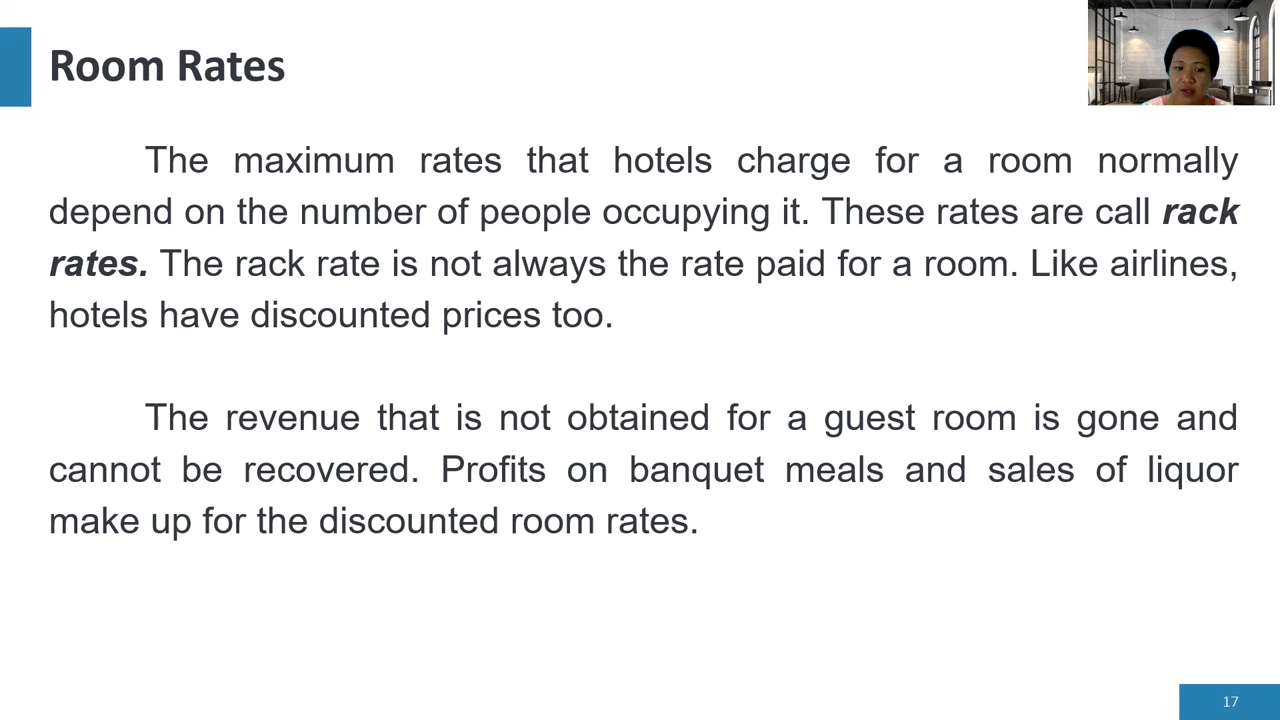 Room Rates
The maximum rates that hotels charge for a room normally
depend on the number of people occupying it. These rates are call rack
rates. The rack rate is not always the rate paid for a room. Like airlines,
hotels have discounted prices too.
The revenue that is not obtained for a guest room is gone and
cannot be recovered. Profits on banquet meals and sales of liquor
make up for the discounted room rates.
17